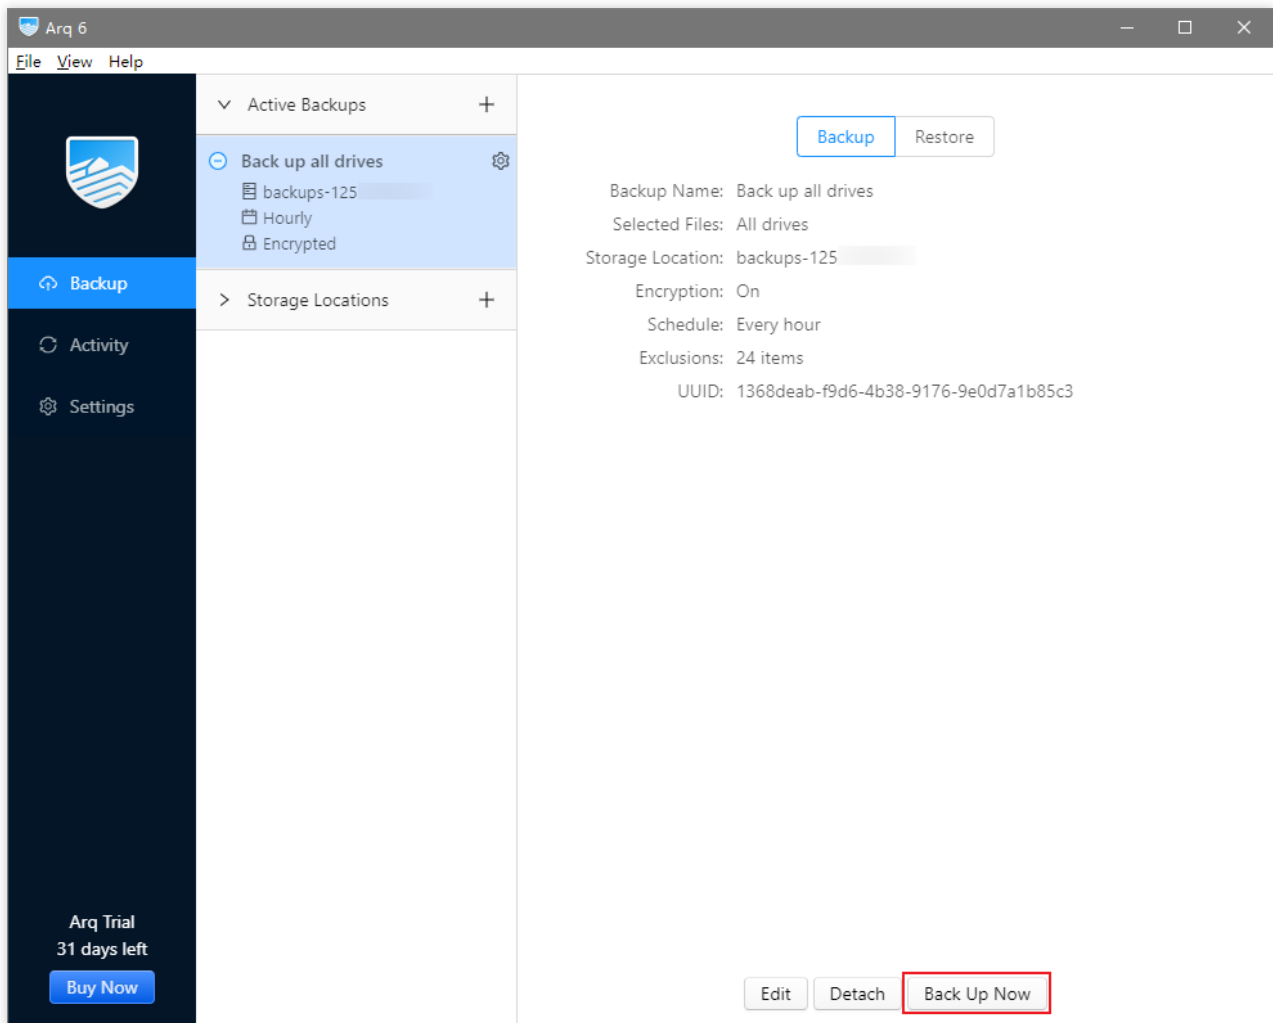 Arq 6
File View Help
Active Backups
Back up all drives
backups-125
Hourly
Encrypted
Storage Locations
Backup
Activity
Settings
Arq Trial
31 days left
Buy Now
Backup Restore
Backup Name: Back up all drives
Selected Files: All drives
Storage Location: backups-125
Encryption: On
Schedule: Every hour
Exclusions: 24 items
UUID: 1368deab-f9d6-4b38-9176-9e0d7a1b85c3
Edit Detach Back Up Now